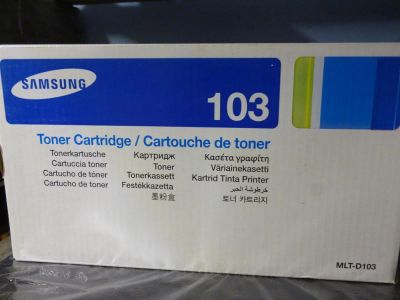 SAMSUNG
103
Toner Cartridge / Cartouche de toner
Tonerkartusche
Cartuccia toner
Cartucho de toner
Cartucho de toner
Картридж
Toner
Tonerkassett
Festékkazetta
墨粉盒
Κασέτα γραφίτη
Väriainekasetti
Kartrid Tinta Printer
خرطوشة الحبر
토너 카트리지
MLT-D103